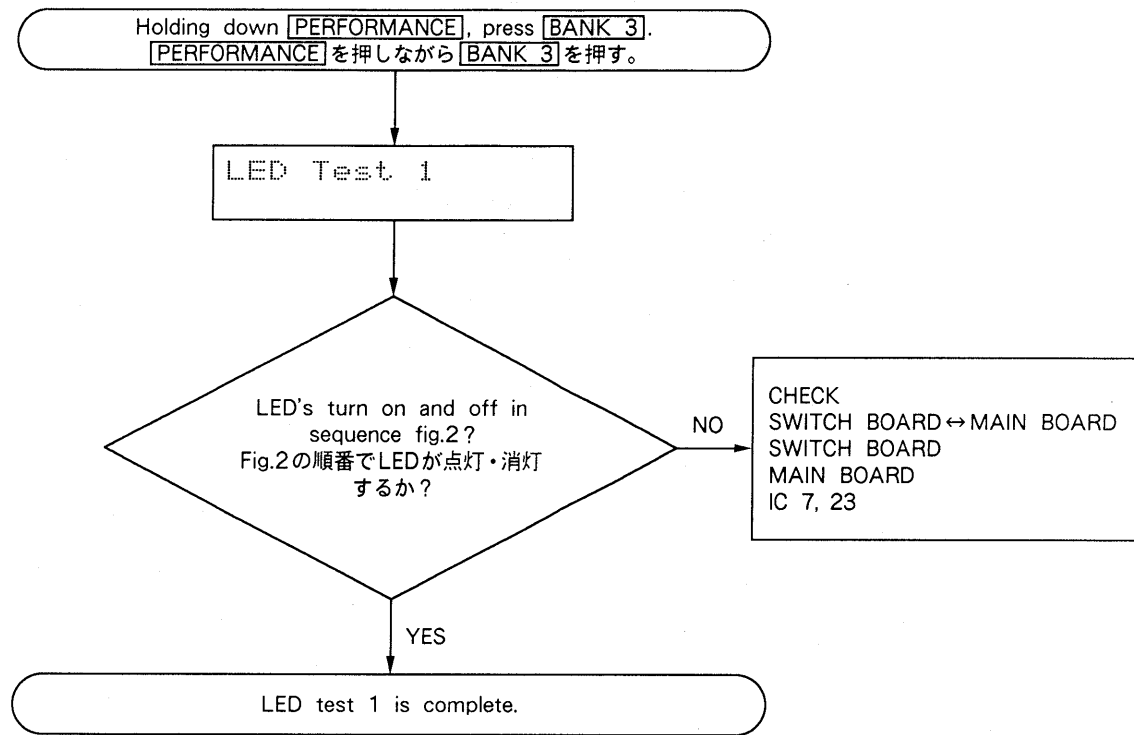 Holding down PERFORMANCE, press BANK 3.
PERFORMANCEを押しながらBANK 3を押す。
LED Test 1
LED's turn on and off in
sequence fig.2?
Fig.2の順番でLEDが点灯・消灯
するか?
NO
CHECK
SWITCH BOARD↔MAIN BOARD
SWITCH BOARD
MAIN BOARD
IC 7, 23
YES
LED test 1 is complete.